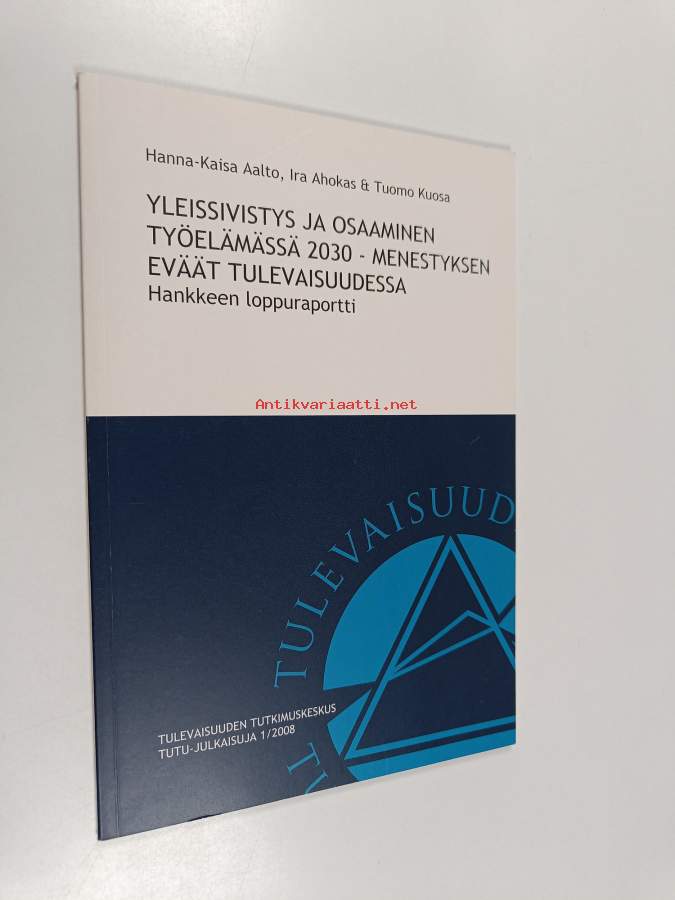 Hanna-Kaisa Aalto, Ira Ahokas & Tuomo Kuosa
YLEISSIVISTYS JA OSAAMINEN
TYÖELÄMÄSSÄ 2030 - MENESTYKSEN
EVÄÄT TULEVAISUUDESSA
Hankkeen loppuraportti
Antikvariaatti.net
TULEVAISUUD
TULEVAISUUDEN TUTKIMUSKESKUS
TUTU-JULKAISUJA 1/2008